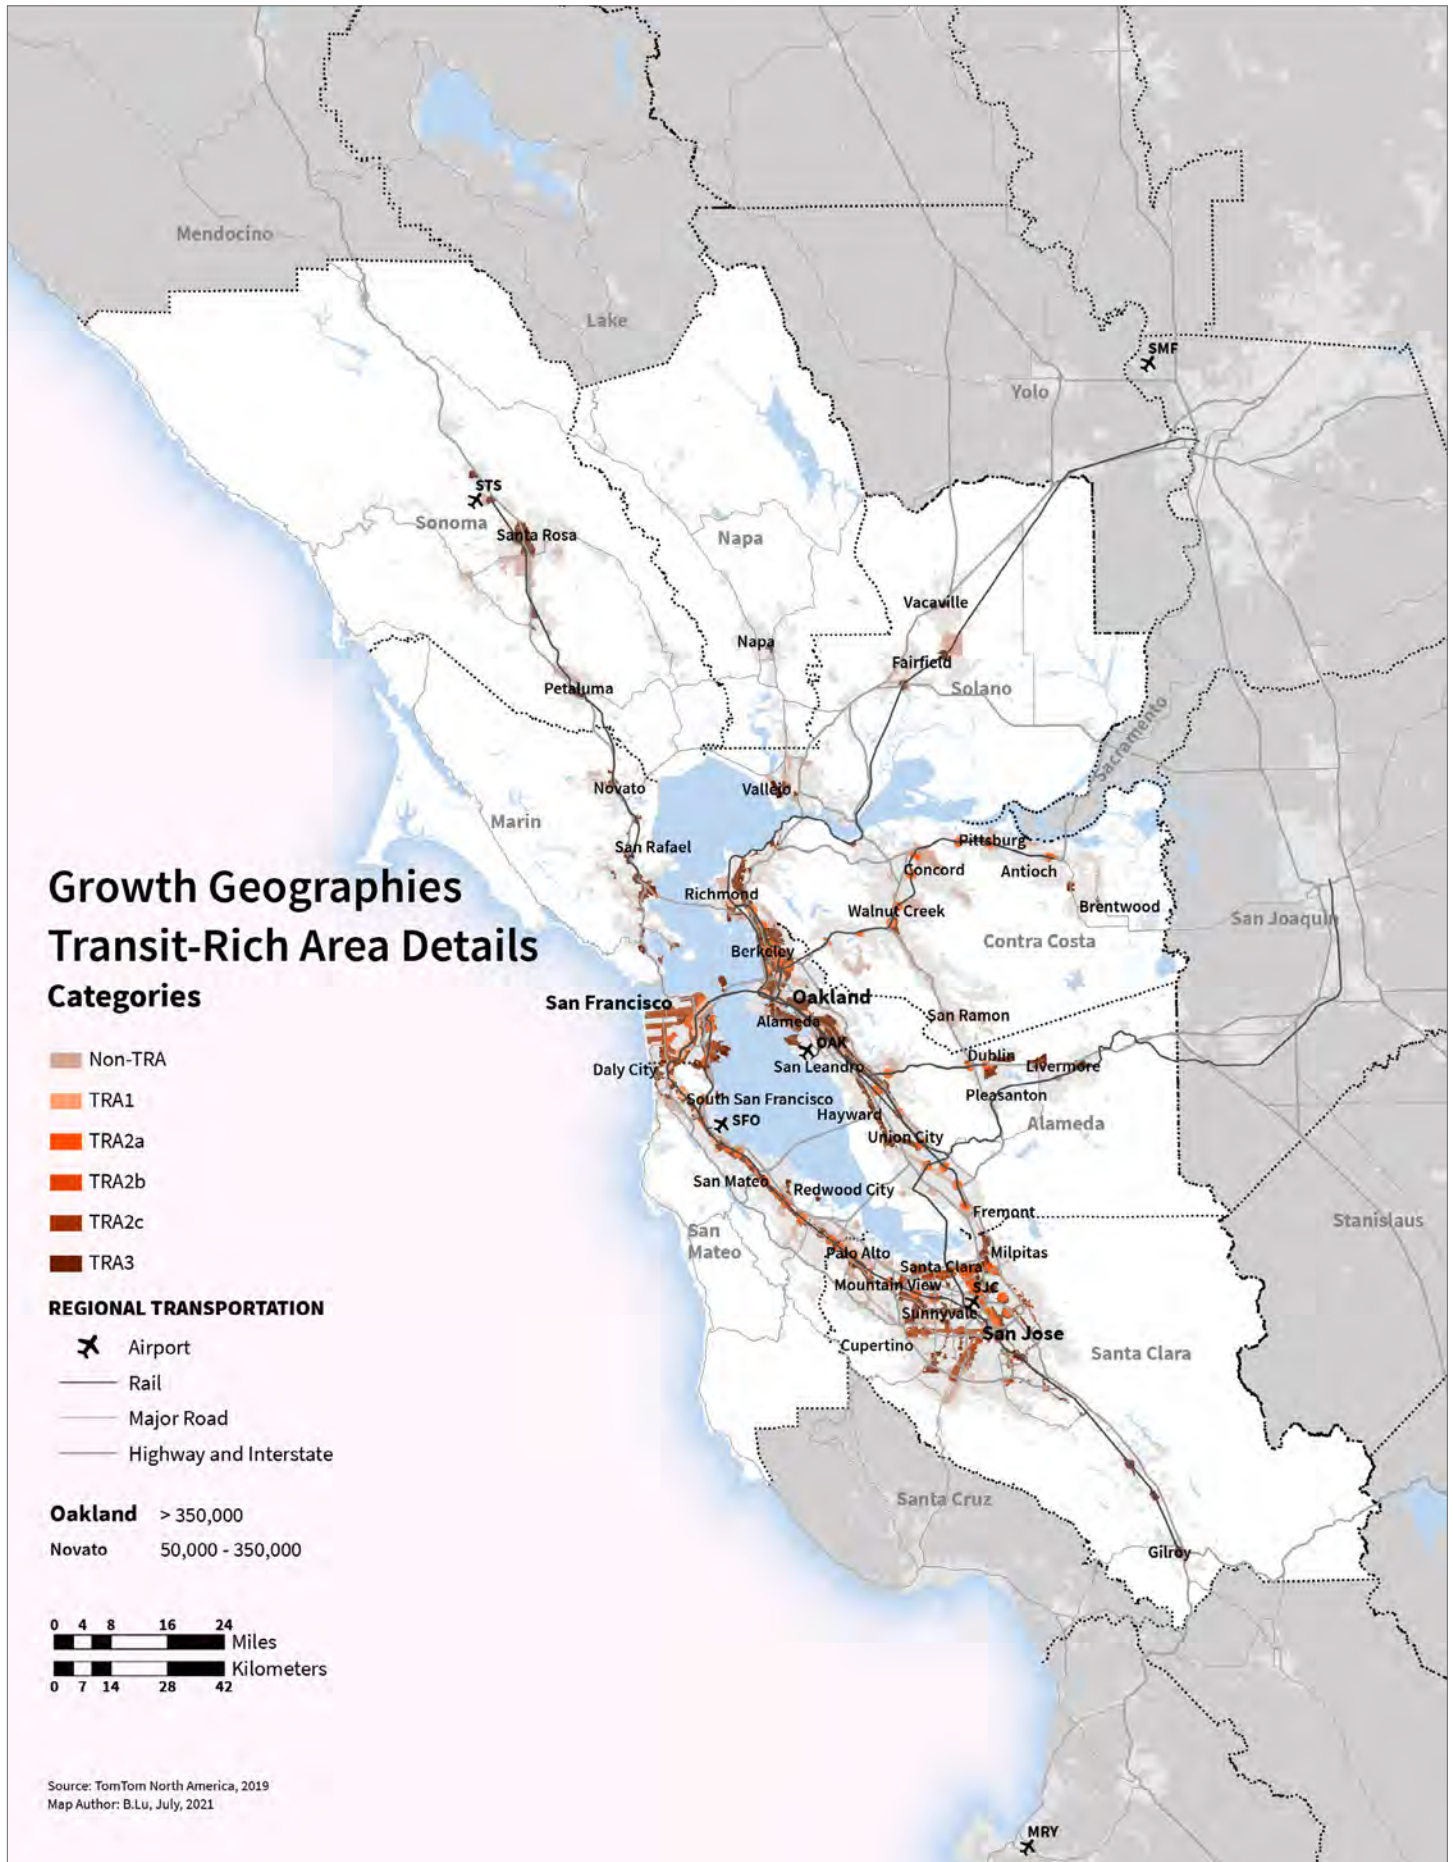 Mendocino
Lake
SMF
Yolo
STS
Sonoma
Santa Rosa
Napa
Vacaville
Napa
Fairfield
Solano
Petaluma
Sacramento
Novato
Vallejo
Marin
San Rafael
Pittsburg
Concord
Antioch
Richmond
Brentwood
Walnut Creek
San Joaquin
Contra Costa
Berkeley
Growth Geographies
Transit-Rich Area Details
Categories
Non-TRA
TRA1
TRA2a
TRA2b
TRA2c
TRA3
San Francisco
Oakland
Alameda
San Ramon
OAK
Dublin
Daly City
San Leandro
Livermore
Pleasanton
South San Francisco
Hayward
SFO
Alameda
Union City
San Mateo
Redwood City
Fremont
Stanislaus
San
Mateo
Palo Alto
Milpitas
Santa Clara
Mountain View
SJC
Sunnyvale
San Jose
Cupertino
Santa Clara
REGIONAL TRANSPORTATION
Airport
Rail
Major Road
Highway and Interstate
Santa Cruz
Gilroy
Oakland > 350,000
Novato 50,000 - 350,000
0 4 8 16 24
Miles
Kilometers
0 7 14 28 42
Source: TomTom North America, 2019
Map Author: B.Lu, July, 2021
MRY